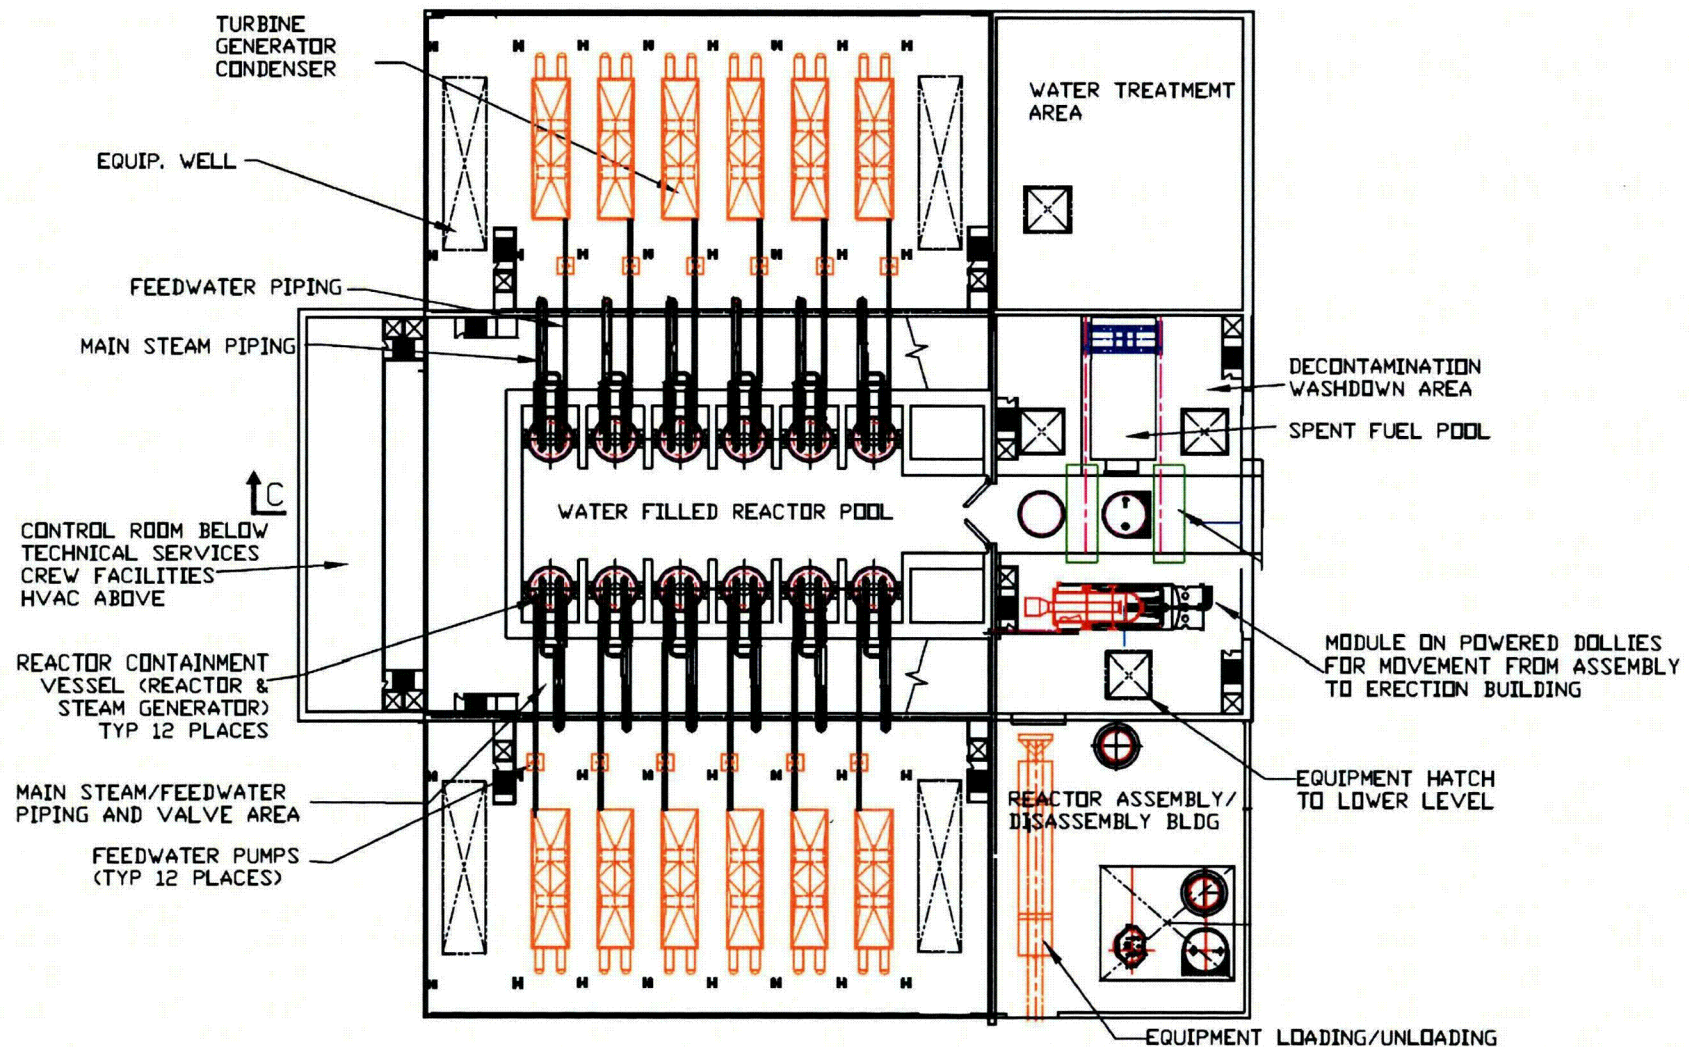 TURBINE
GENERATOR
CONDENSER
EQUIP. WELL
FEEDWATER PIPING
MAIN STEAM PIPING
C
CONTROL ROOM BELOW
TECHNICAL SERVICES
CREW FACILITIES
HVAC ABOVE
REACTOR CONTAINMENT
VESSEL (REACTOR &
STEAM GENERATOR)
TYP 12 PLACES
MAIN STEAM/FEEDWATER
PIPING AND VALVE AREA
FEEDWATER PUMPS
(TYP 12 PLACES)
WATER FILLED REACTOR POOL
WATER TREATMEMT
AREA
DECONTAMINATION
WASHDOWN AREA
SPENT FUEL POOL
MODULE ON POWERED DOLLIES
FOR MOVEMENT FROM ASSEMBLY
TO ERECTION BUILDING
EQUIPMENT HATCH
TO LOWER LEVEL
REACTOR ASSEMBLY/
DISASSEMBLY BLDG
EQUIPMENT LOADING/UNLOADING